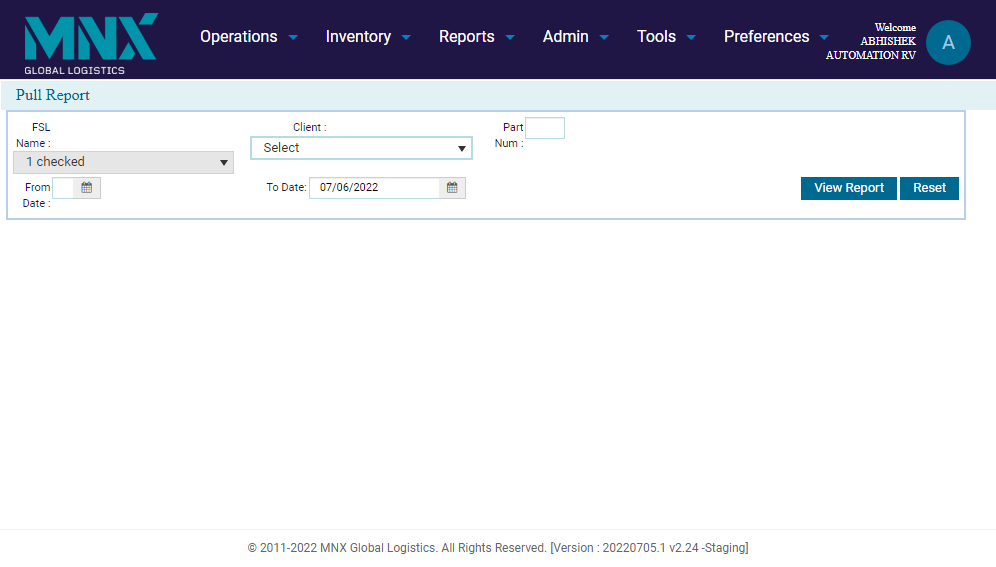 MNX
GLOBAL LOGISTICS
Operations Inventory Reports Admin Tools Preferences
Welcome
ABHISHEK
AUTOMATION RV
A
Pull Report
FSL
Name :
1 checked
Client :
Select
Part
Num :
From
Date :
To Date: 07/06/2022
View Report Reset
© 2011-2022 MNX Global Logistics. All Rights Reserved. [Version : 20220705.1 v2.24 -Staging]